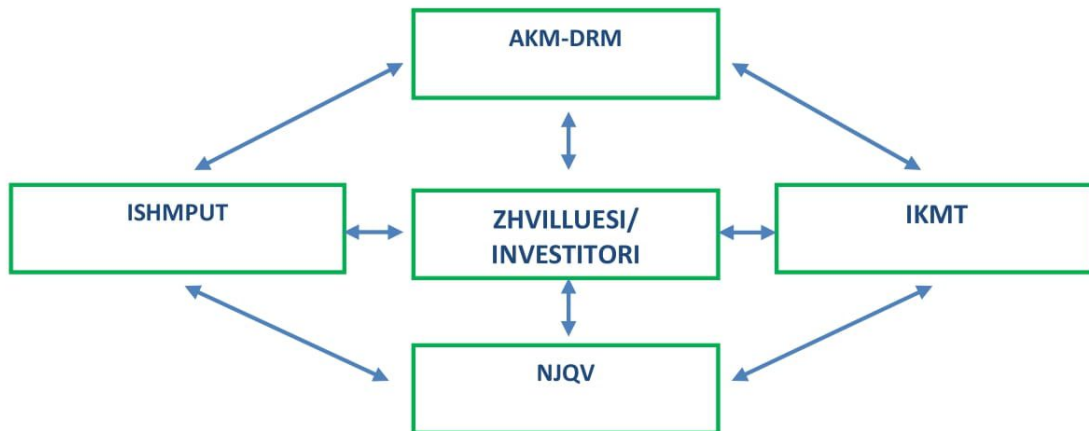 AKM-DRM
ISHMPUT
ZHVILLUESI/
INVESTITORI
IKMT
NJQV